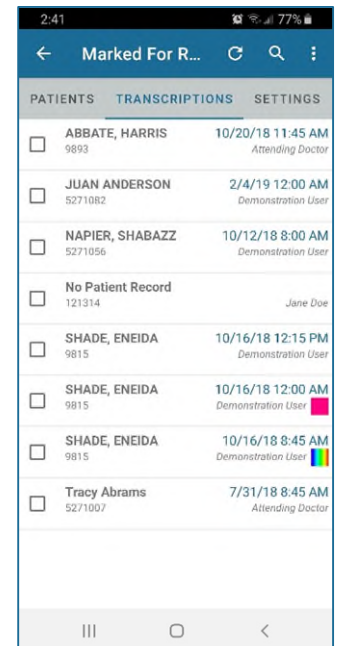 2:41 77%
Marked For R...
PATIENTS TRANSCRIPTIONS SETTINGS
ABBATE, HARRIS 10/20/18 11:45 AM
9893 Attending Doctor
JUAN ANDERSON 2/4/19 12:00 AM
5271082 Demonstration User
NAPIER, SHABAZZ 10/12/18 8:00 AM
5271056 Demonstration User
No Patient Record
121314 Jane Doe
SHADE, ENEIDA 10/16/18 12:15 PM
9815 Demonstration User
SHADE, ENEIDA 10/16/18 12:00 AM
9815 Demonstration User
SHADE, ENEIDA 10/16/18 8:45 AM
9815 Demonstration User
Tracy Abrams 7/31/18 8:45 AM
5271007 Attending Doctor